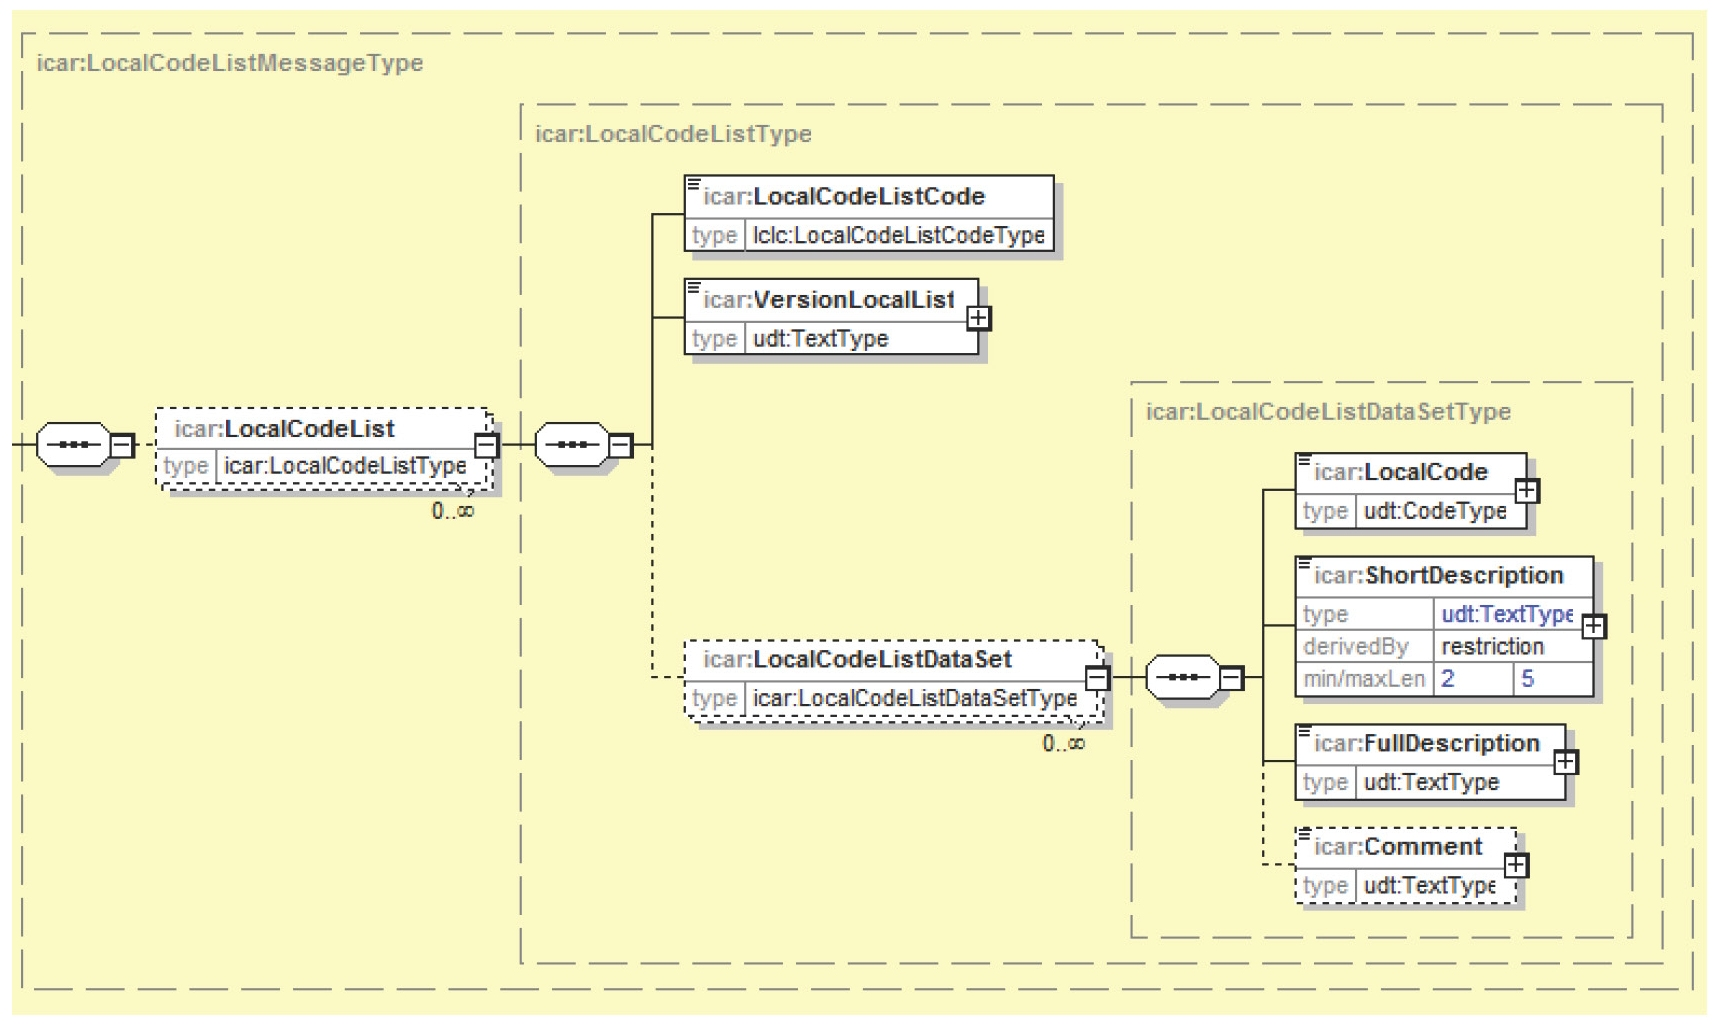 icar:LocalCodeListMessageType
icar:LocalCodeListType
icar:LocalCodeListCode
type lclc:LocalCodeListCodeType
icar:VersionLocalList
type udt:TextType
icar:LocalCodeList
type icar:LocalCodeListType
0..∞
icar:LocalCodeListDataSet
type icar:LocalCodeListDataSetType
0..∞
icar:LocalCodeListDataSetType
icar:LocalCode
type udt:CodeType
icar:ShortDescription
type udt:TextType
derivedBy restriction
min/maxLen 2 5
icar:FullDescription
type udt:TextType
icar:Comment
type udt:TextType